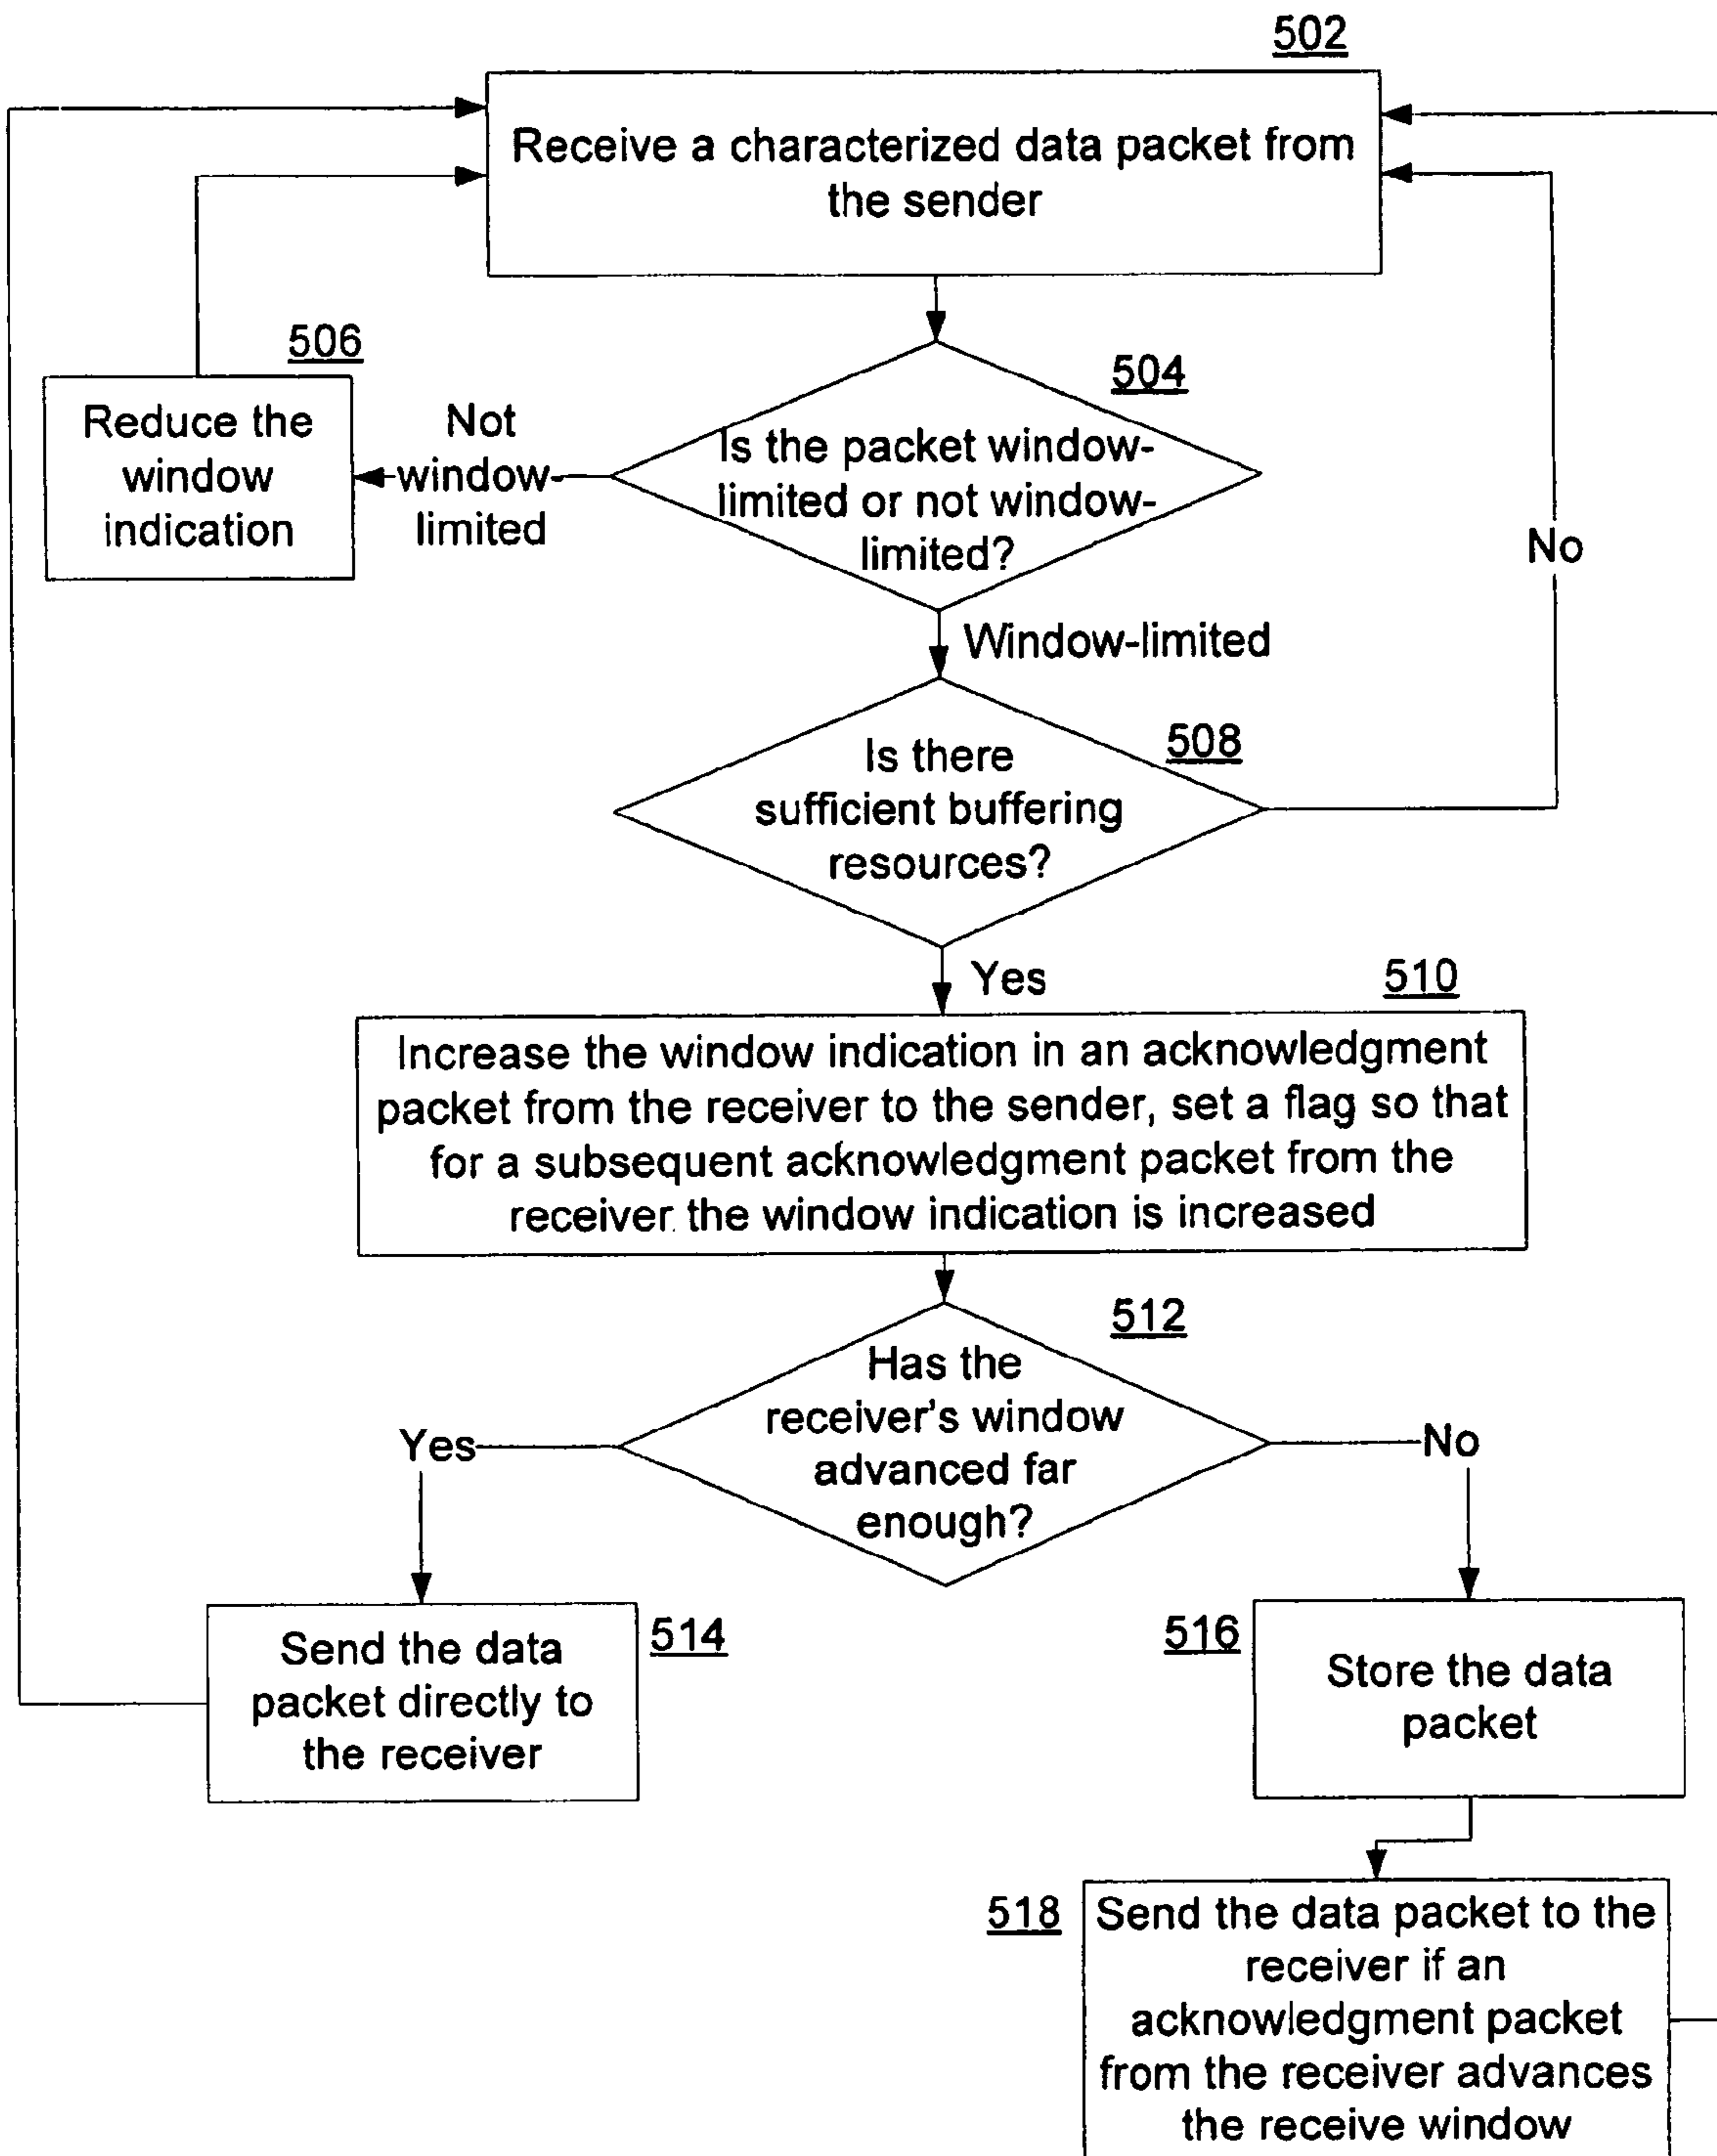 502
Receive a characterized data packet from
the sender
506
Reduce the
window
indication
Not
window-
limited
504
Is the packet window-
limited or not window-
limited?
No
Window-limited
508
Is there
sufficient buffering
resources?
Yes
510
Increase the window indication in an acknowledgment
packet from the receiver to the sender, set a flag so that
for a subsequent acknowledgment packet from the
receiver the window indication is increased
512
Has the
receiver's window
advanced far
enough?
Yes
No
514
Send the data
packet directly to
the receiver
516
Store the data
packet
518
Send the data packet to the
receiver if an
acknowledgment packet
from the receiver advances
the receive window